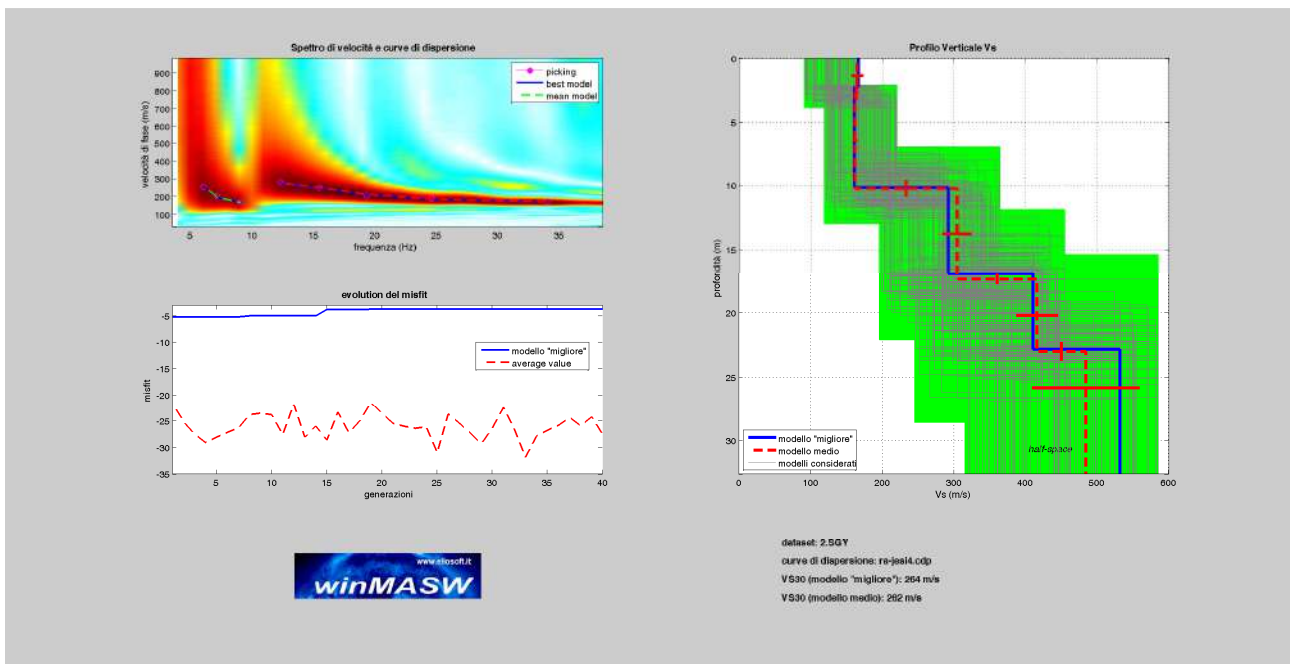 Spettro di velocità e curve di dispersione
velocità di fase (m/s)
900
800
700
600
500
400
300
200
100
picking
best model
mean model
5
10
15
20
25
30
35
frequenza (Hz)
evolution del misfit
misfit
-5
-10
-15
-20
-25
-30
-35
modello "migliore"
average value
5
10
15
20
25
30
35
40
generazioni
www.eliosoft.it
winMASW
Profilo Verticale Vs
profondità (m)
0
5
10
15
20
25
30
modello "migliore"
modello medio
modelli considerati
half-space
0
100
200
300
400
500
600
Vs (m/s)
dataset: 2.SGY
curve di dispersione: re-jesi4.cdp
VS30 (modello "migliore"): 264 m/s
VS30 (modello medio): 262 m/s